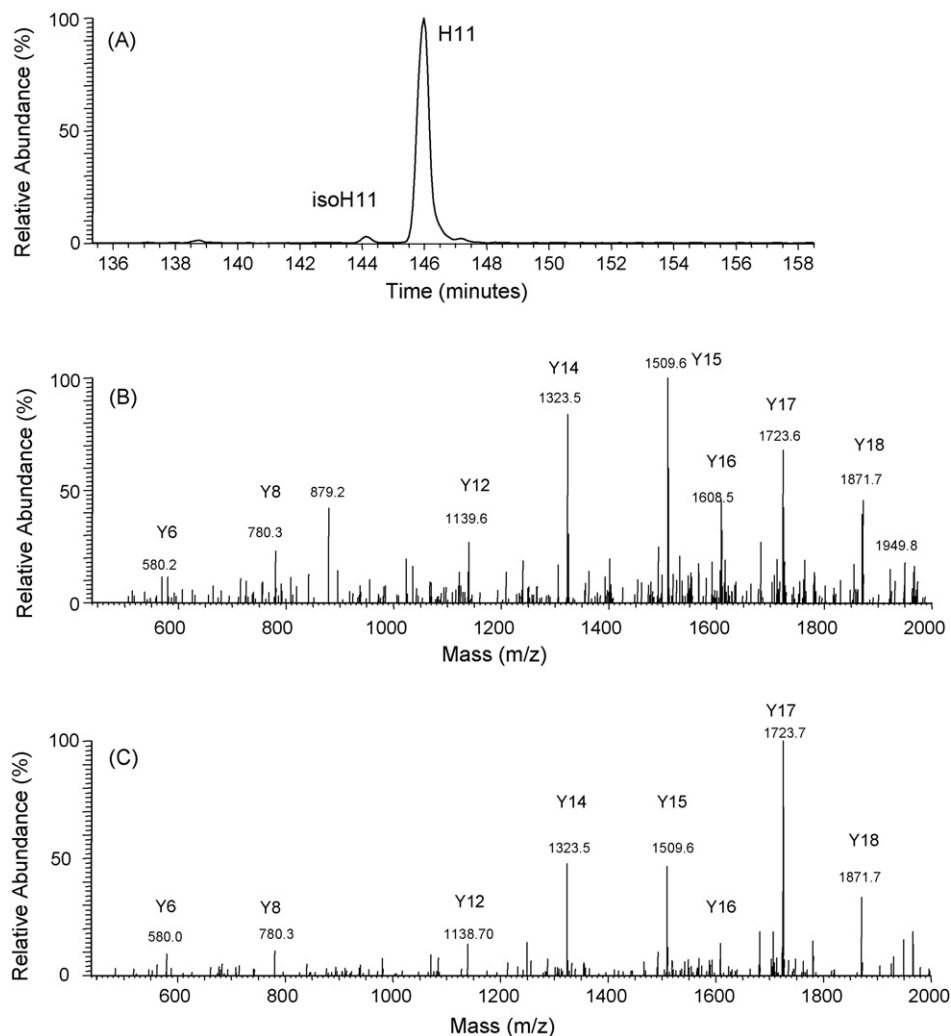 (A)
H11
isoH11
Relative Abundance (%)
100
50
0
136 138 140 142 144 146 148 150 152 154 156 158
Time (minutes)
(B)
1509.6 Y15
Y14
1323.5
Y17
1723.6
Y18
1871.7
Y16
1608.5
Y12
1139.6
879.2
Y8
780.3
Y6
580.2
1949.8
Relative Abundance (%)
100
50
0
600 800 1000 1200 1400 1600 1800 2000
Mass (m/z)
(C)
Y17
1723.7
Y14
1323.5
Y15
1509.6
Y18
1871.7
Y16
Y12
1138.70
Y8
780.3
Y6
580.0
Relative Abundance (%)
100
50
0
600 800 1000 1200 1400 1600 1800 2000
Mass (m/z)